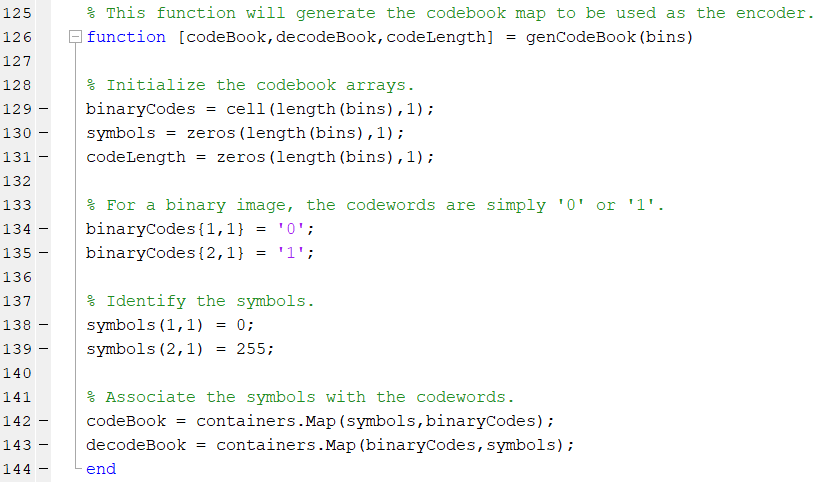 125 % This function will generate the codebook map to be used as the encoder.
126 function [codeBook,decodeBook,codeLength] = genCodeBook(bins)
127
128 % Initialize the codebook arrays.
129 – binaryCodes = cell(length(bins),1);
130 – symbols = zeros(length(bins),1);
131 – codeLength = zeros(length(bins),1);
132
133 % For a binary image, the codewords are simply '0' or '1'.
134 – binaryCodes{1,1} = '0';
135 – binaryCodes{2,1} = '1';
136
137 % Identify the symbols.
138 – symbols(1,1) = 0;
139 – symbols(2,1) = 255;
140
141 % Associate the symbols with the codewords.
142 – codeBook = containers.Map(symbols,binaryCodes);
143 – decodeBook = containers.Map(binaryCodes,symbols);
144 – end